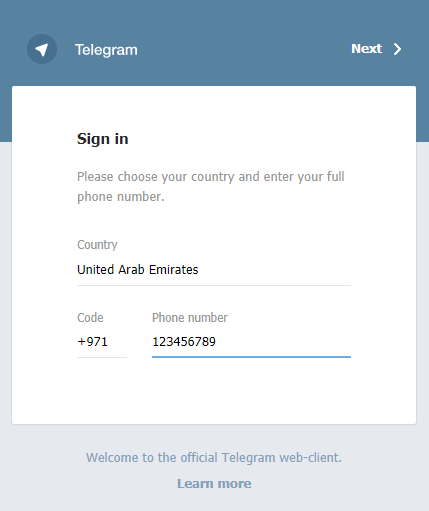 Telegram
Next
Sign in
Please choose your country and enter your full
phone number.
Country
United Arab Emirates
Code Phone number
+971 123456789
Welcome to the official Telegram web-client.
Learn more